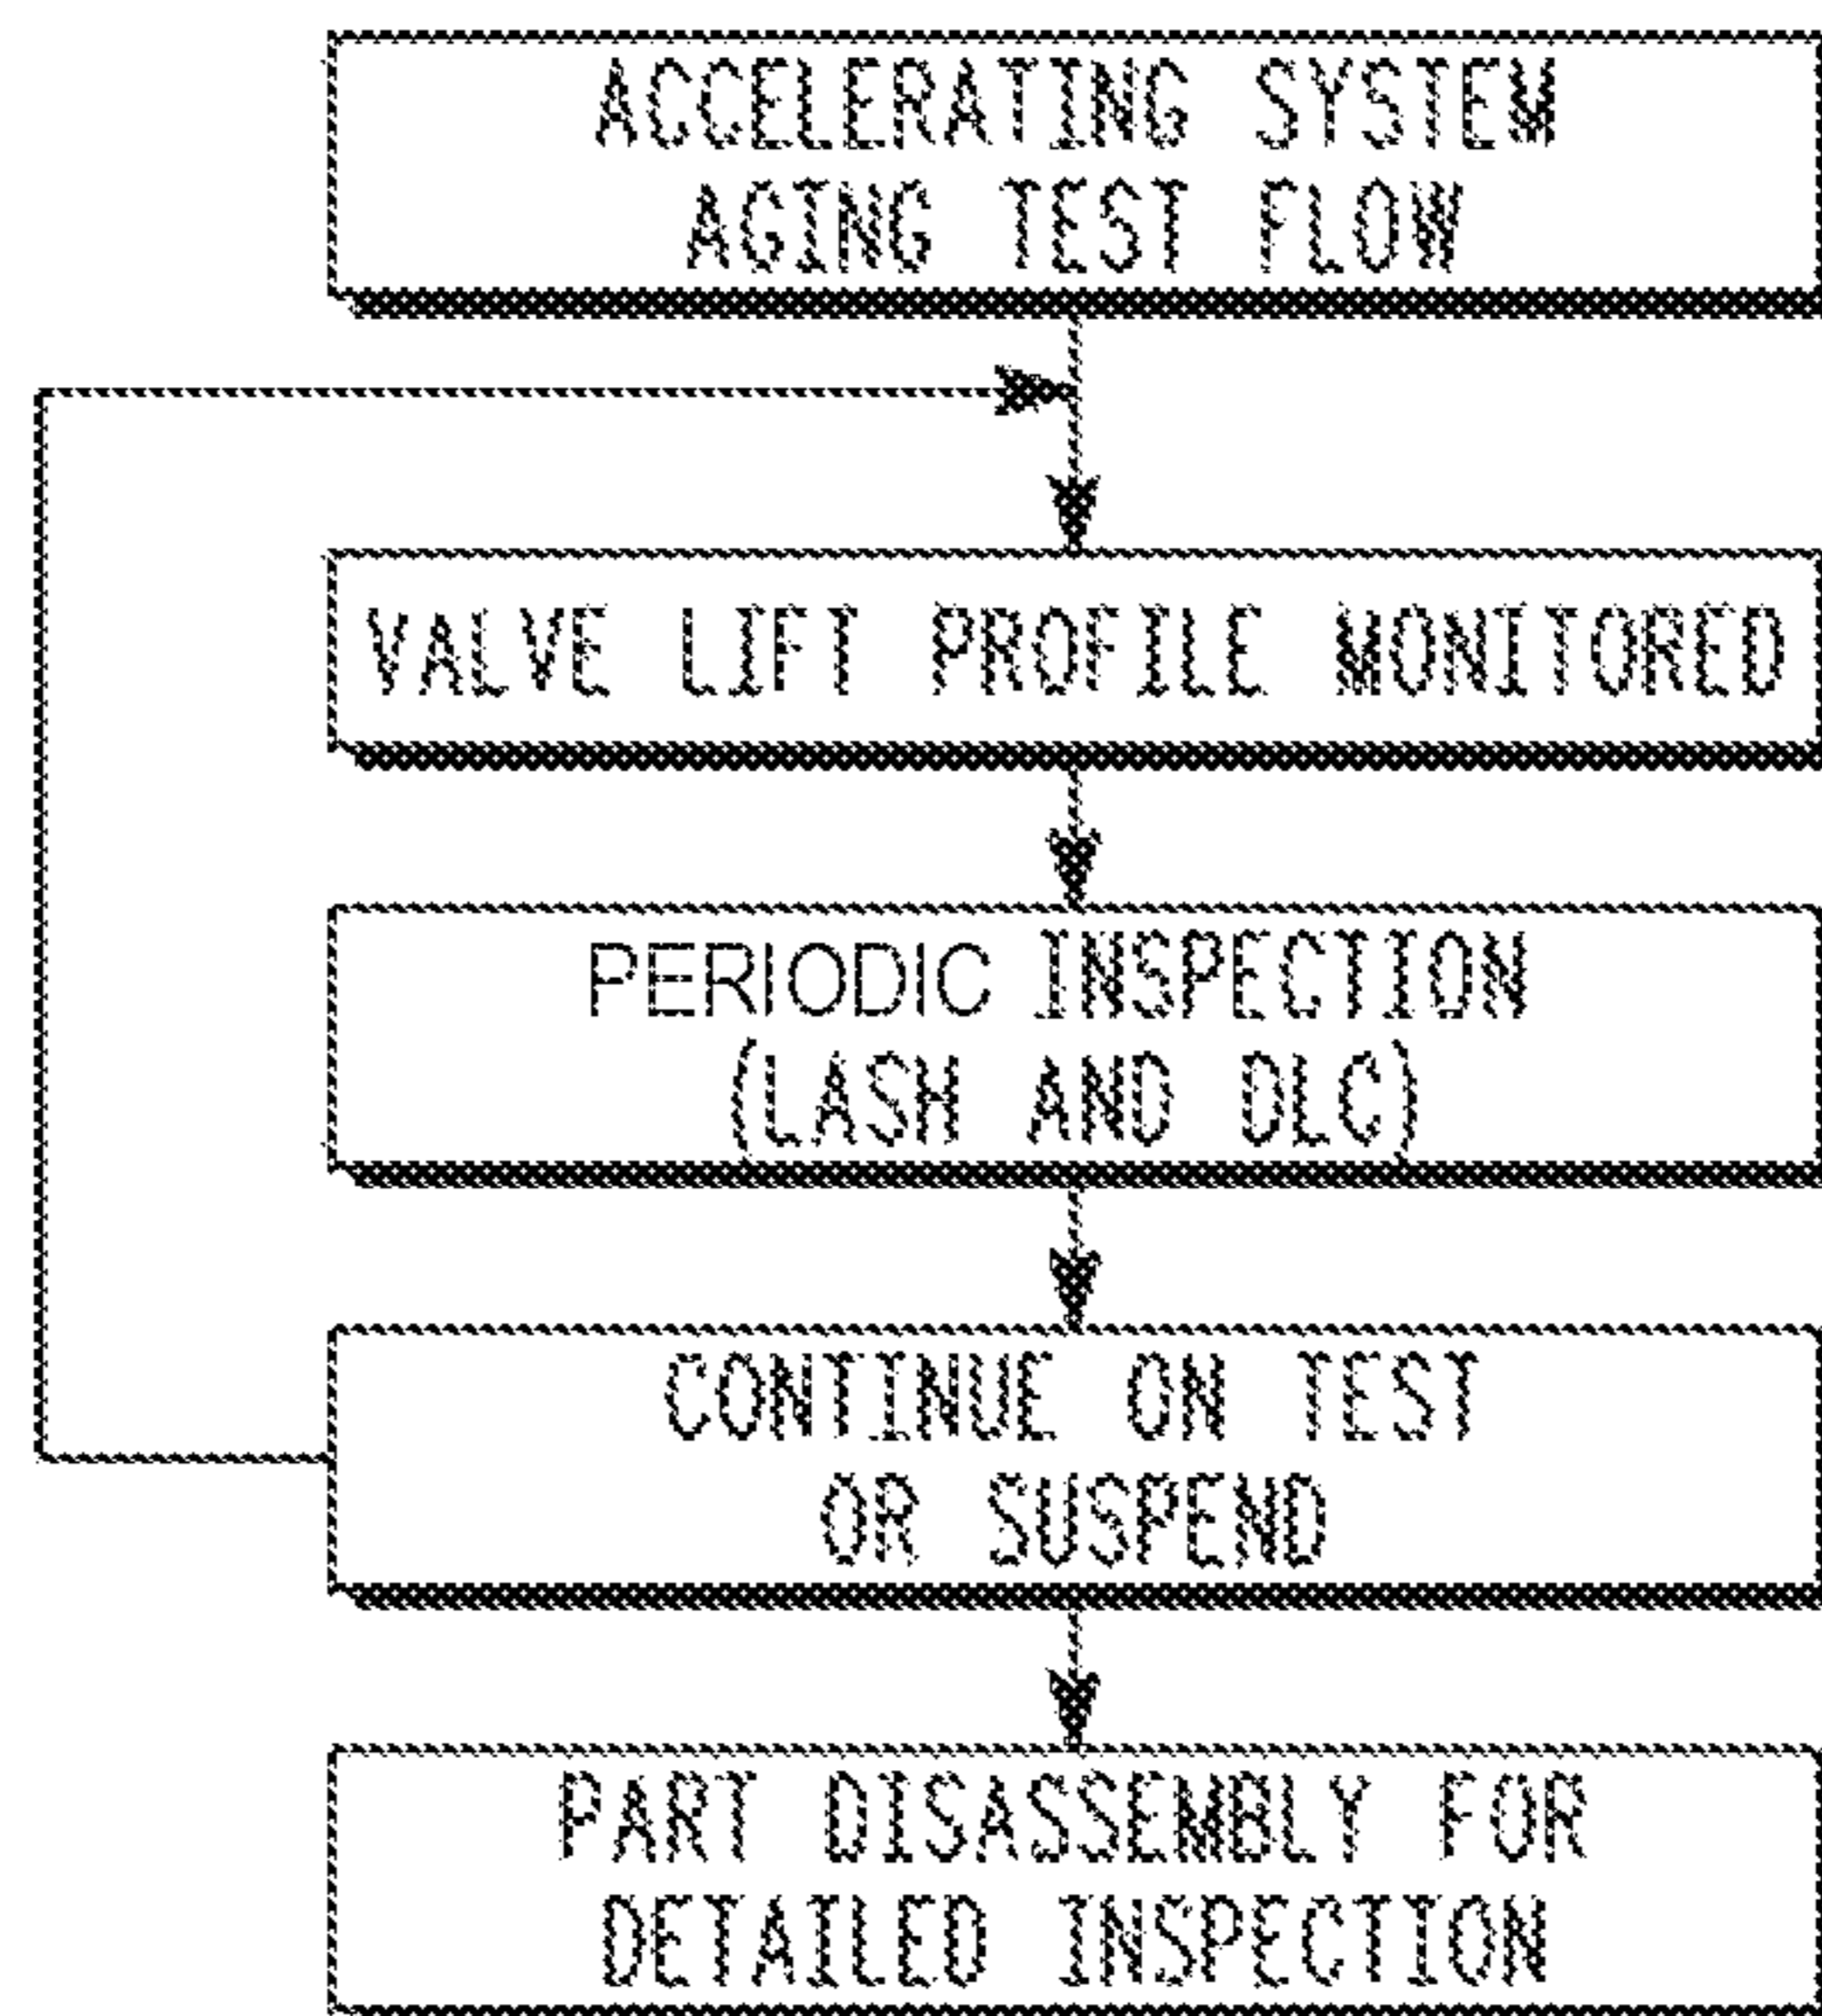 ACCELERATING SYSTEM
AGING TEST FLOW
VALVE LIFT PROFILE MONITORED
PERIODIC INSPECTION
(LASH AND DLC)
CONTINUE ON TEST
OR SUSPEND
PART DISASSEMBLY FOR
DETAILED INSPECTION